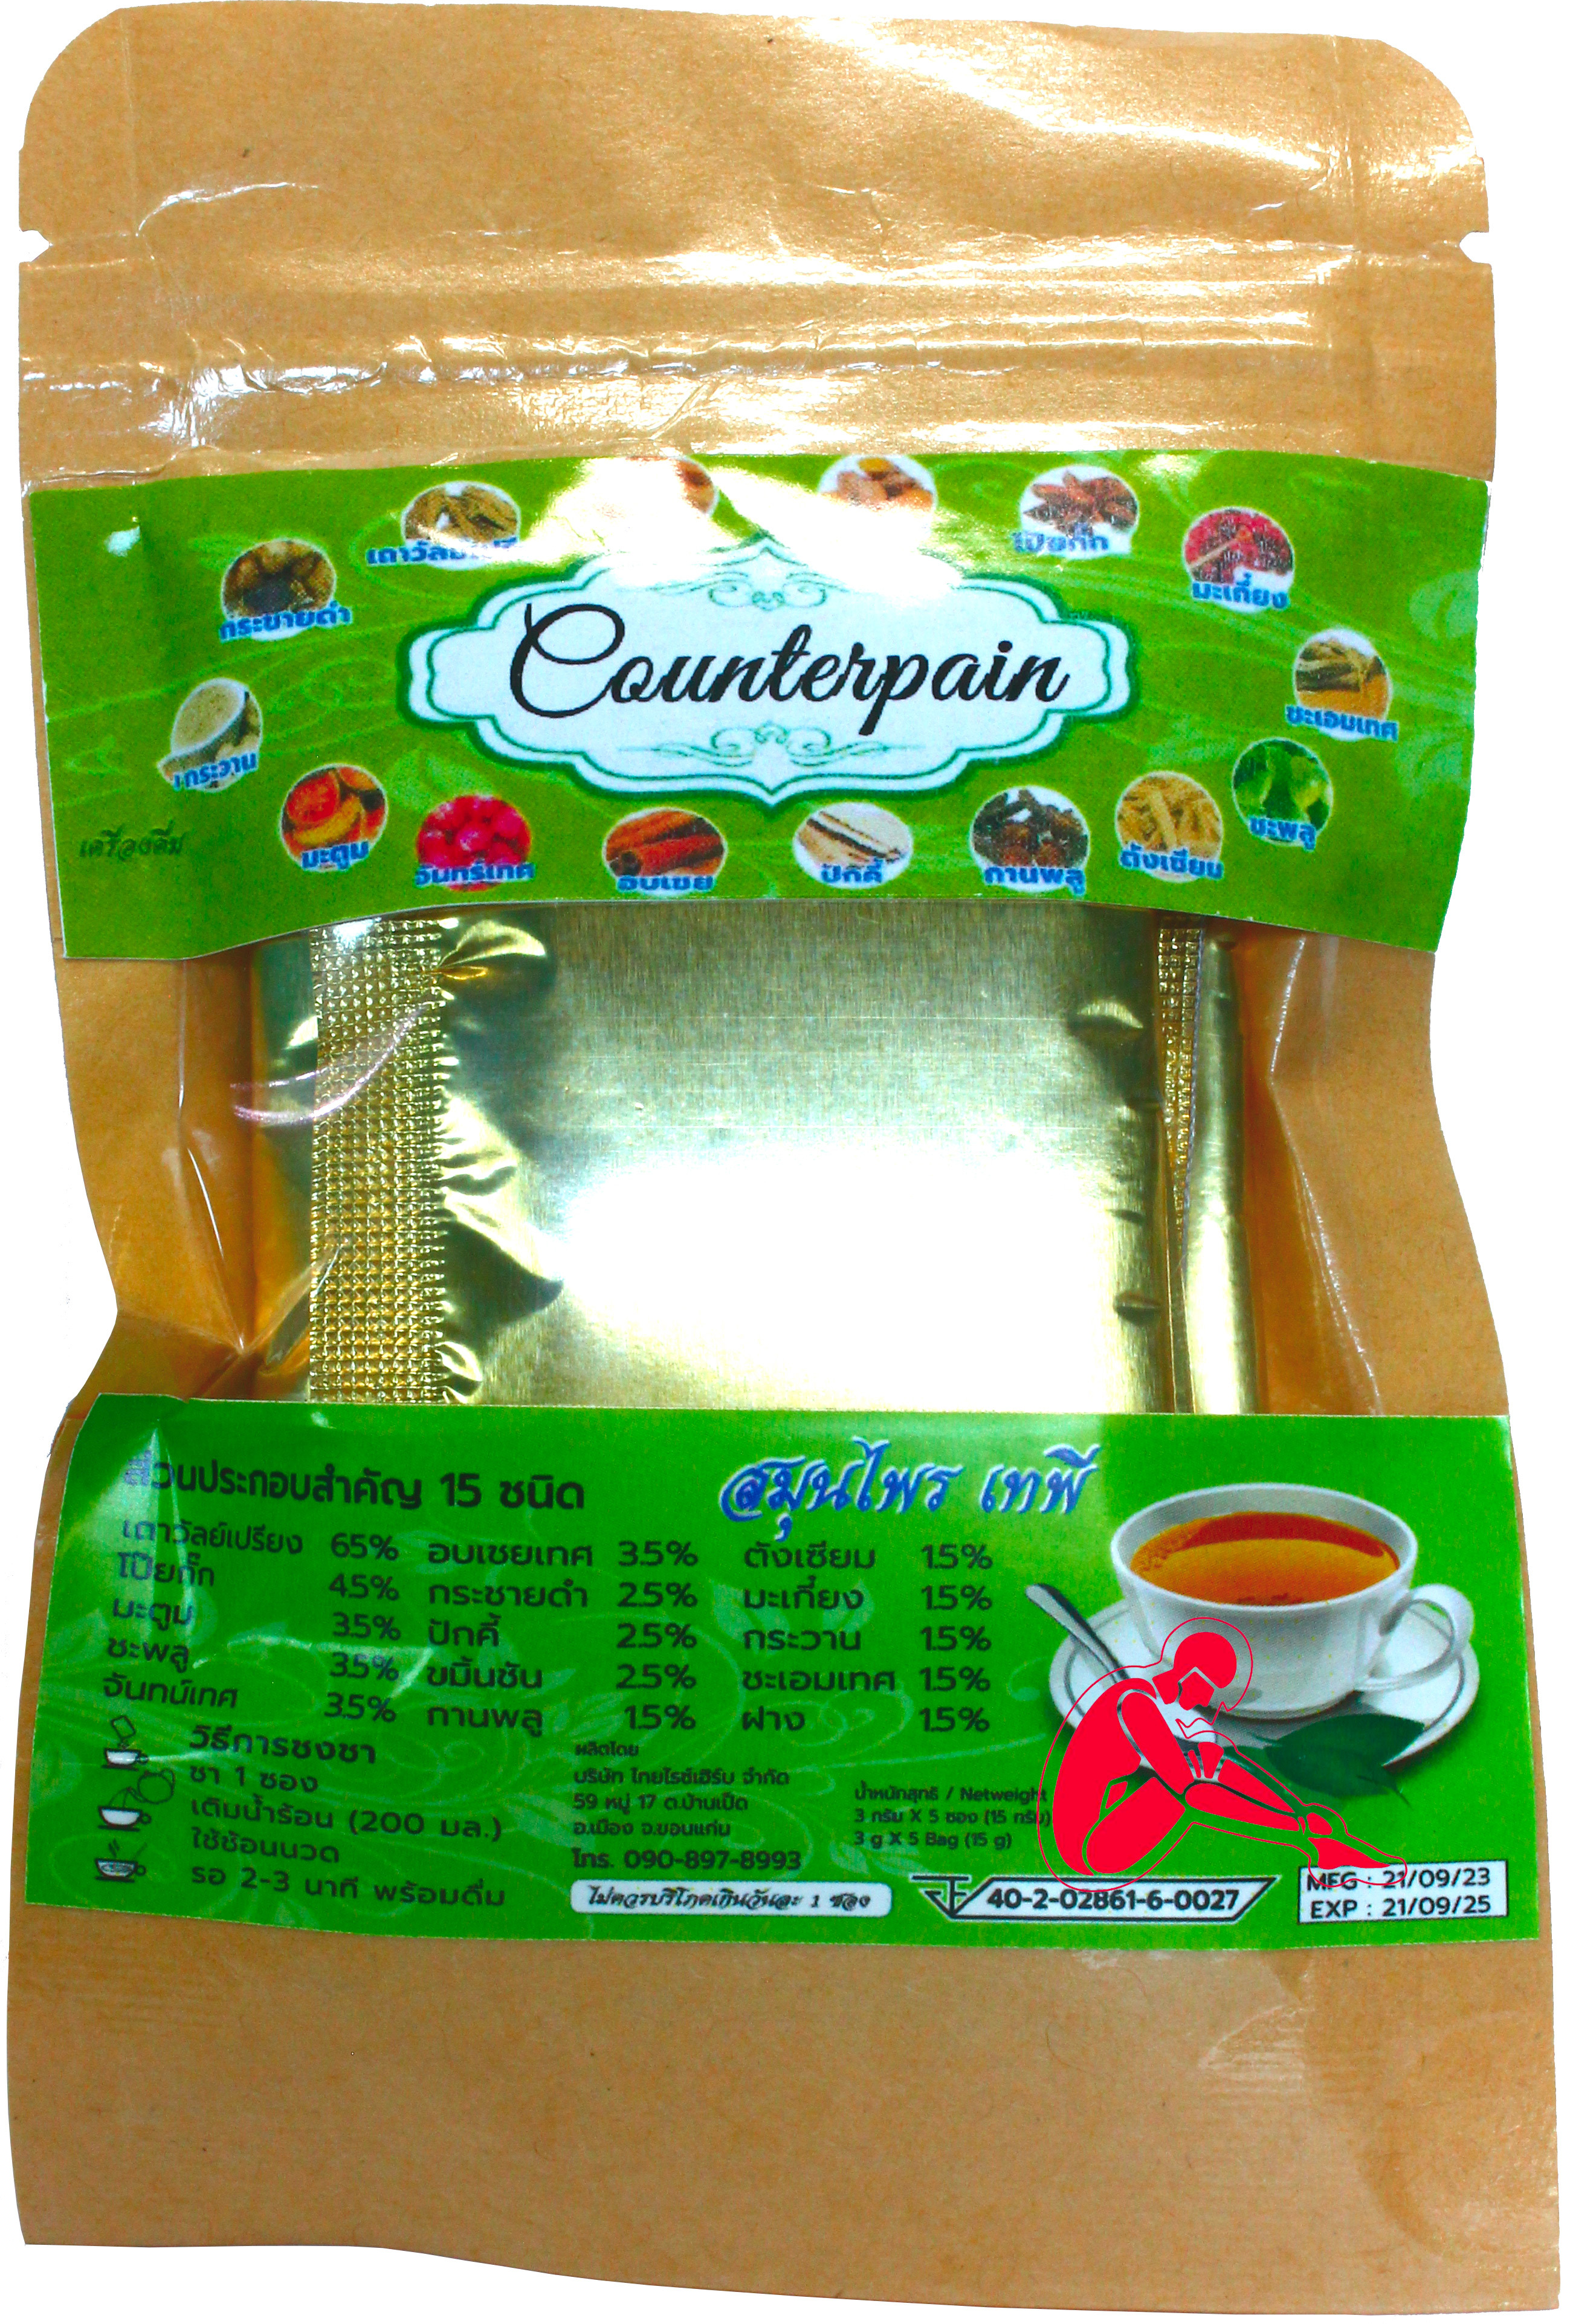 เถาวัลย์เปรียง
โป๊ยกั๊ก
กระชายดำ
มะเกี๋ยง
Counterpain
ชะเอมเทศ
กระวาน
ชะพลู
เครื่องดื่ม
มะตูม
จันทร์เทศ
อบเชย
ปักคี้
กานพลู
ตังเซียม
ส่วนประกอบสำคัญ 15 ชนิด
สมุนไพร เทพี
เถาวัลย์เปรียง 65% อบเชยเทศ 3.5% ตังเซียม 1.5%
โป๊ยกั๊ก 4.5% กระชายดำ 2.5% มะเกี๋ยง 1.5%
มะตูม 3.5% ปักคี้ 2.5% กระวาน 1.5%
ชะพลู 3.5% ขมิ้นชัน 2.5% ชะเอมเทศ 1.5%
จันทน์เทศ 3.5% กานพลู 1.5% ฝาง 1.5%
วิธีการชงชา
ชา 1 ซอง
เติมน้ำร้อน (200 มล.)
ใช้ช้อนนวด
รอ 2-3 นาที พร้อมดื่ม
ผลิตโดย
บริษัท ไทยไรซ์เฮิร์บ จำกัด
59 หมู่ 17 ต.บ้านเป็ด
อ.เมือง จ.ขอนแก่น
โทร. 090-897-8993
ไม่ควรบริโภคเกินวันละ 1 ซอง
น้ำหนักสุทธิ / Netweight
3 กรัม X 5 ซอง (15 กรัม)
3 g X 5 Bag (15 g)
40-2-02861-6-0027
MFG : 21/09/23
EXP : 21/09/25